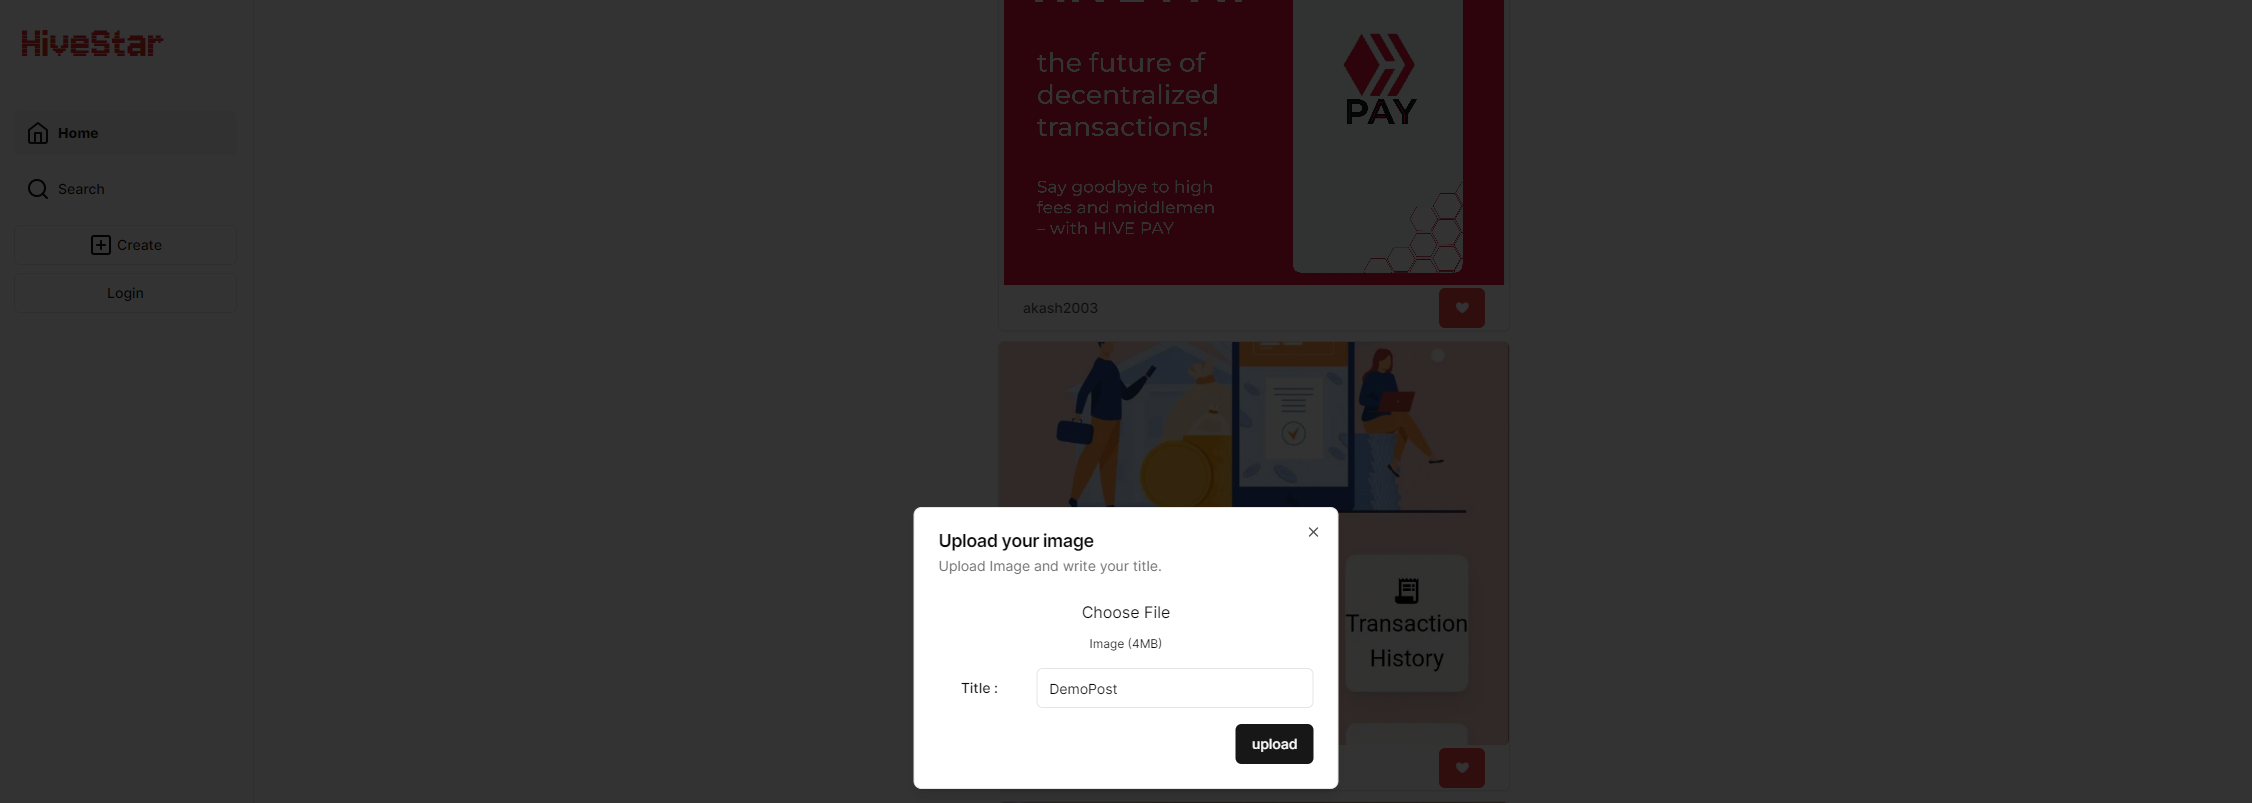 HiveStar
Home
Search
Create
Login
the future of
decentralized
transactions!
Say goodbye to high
fees and middlemen
– with HIVE PAY
PAY
akash2003
Transaction
History
Upload your image
Upload Image and write your title.
Choose File
Image (4MB)
Title :
DemoPost
upload